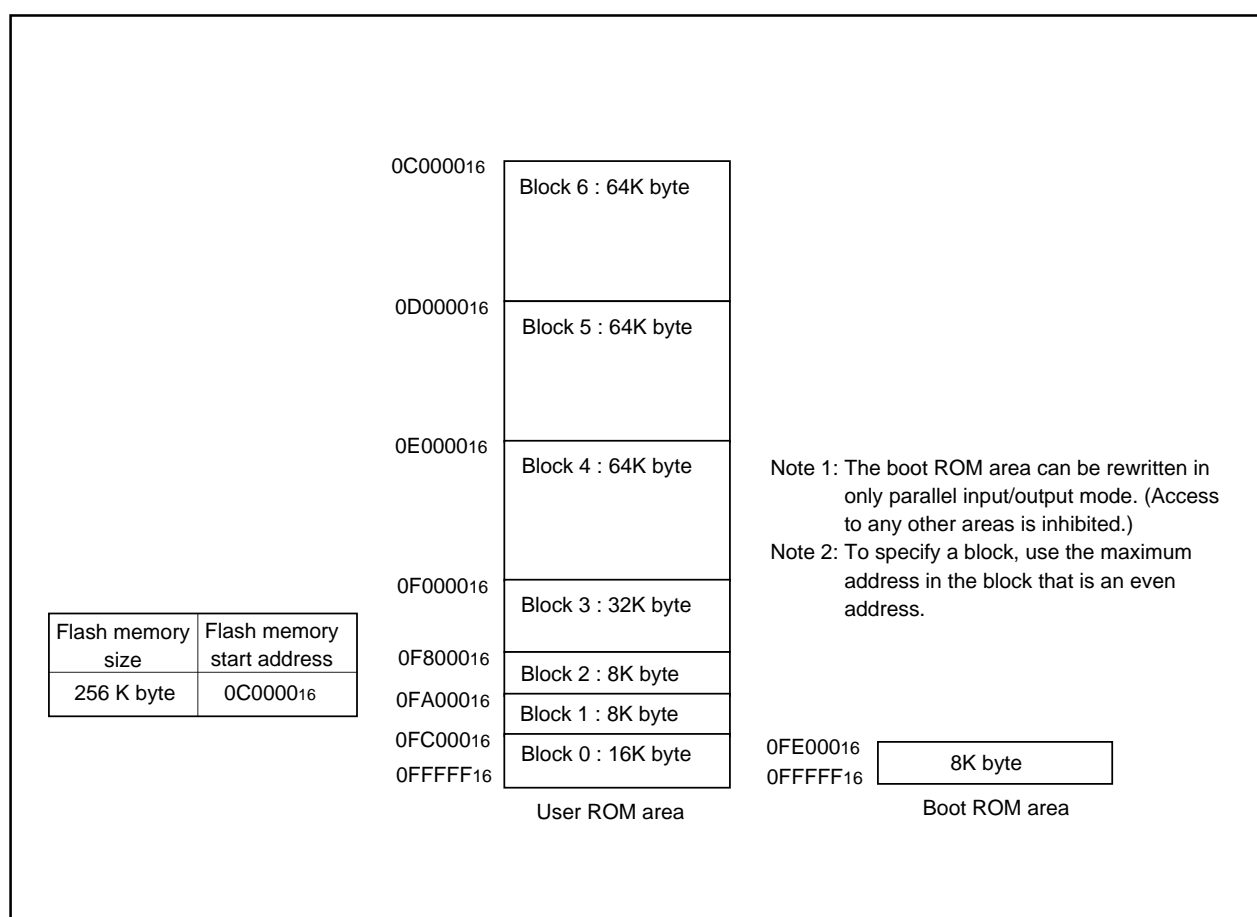 0C000016
Block 6 : 64K byte
0D000016
Block 5 : 64K byte
0E000016
Block 4 : 64K byte
0F000016
Block 3 : 32K byte
0F800016
Block 2 : 8K byte
0FA00016
Block 1 : 8K byte
0FC00016
Block 0 : 16K byte
0FFFFF16
User ROM area
Flash memory size
Flash memory start address
256 K byte
0C000016
Note 1: The boot ROM area can be rewritten in
only parallel input/output mode. (Access
to any other areas is inhibited.)
Note 2: To specify a block, use the maximum
address in the block that is an even
address.
0FE00016
8K byte
0FFFFF16
Boot ROM area